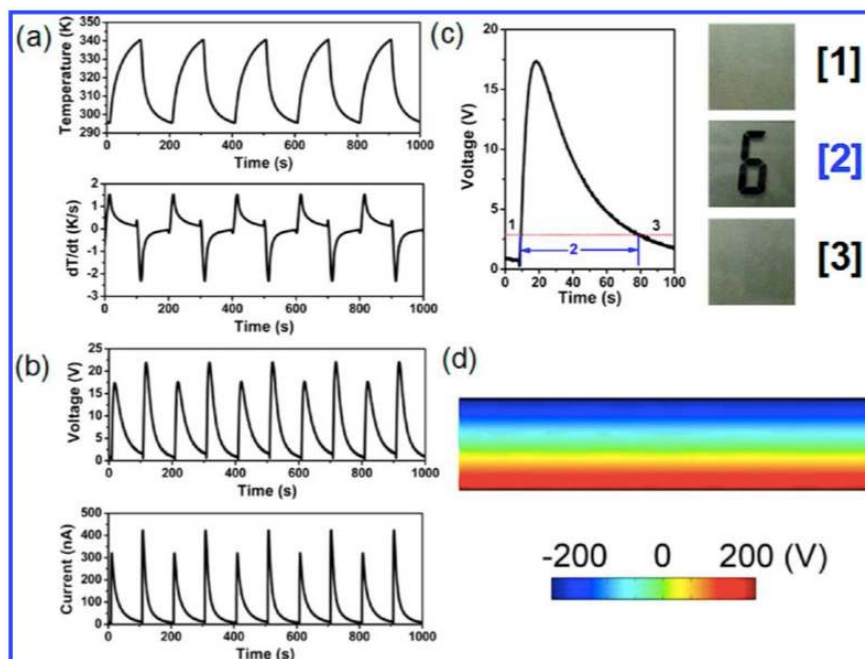 (a)
350
340
330
320
310
300
290
Temperature (K)
0 200 400 600 800 1000
Time (s)
2
1
0
-1
-2
-3
dT/dt (K/s)
0 200 400 600 800 1000
Time (s)
(b)
25
20
15
10
5
0
Voltage (V)
0 200 400 600 800 1000
Time (s)
500
400
300
200
100
0
Current (nA)
0 200 400 600 800 1000
Time (s)
(c)
20
15
10
5
0
Voltage (V)
1
2
3
0 20 40 60 80 100
Time (s)
[1]
6
[2]
[3]
(d)
-200 0 200 (V)